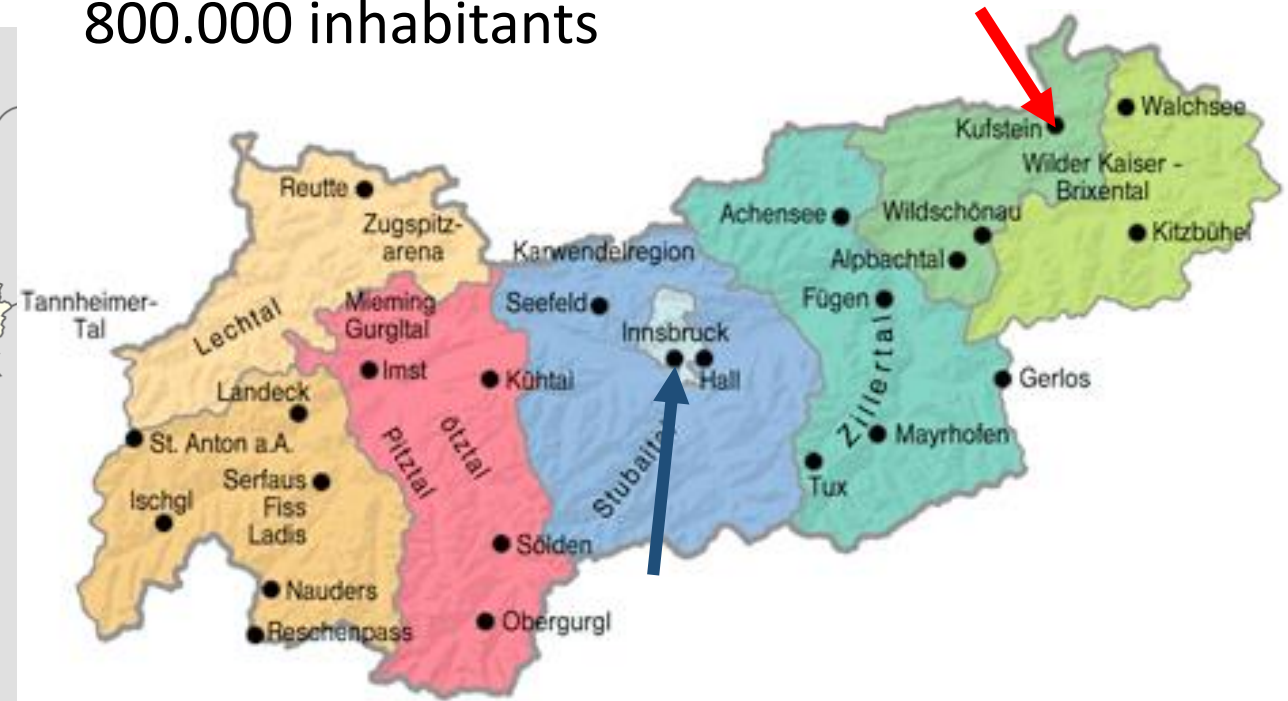 800.000 inhabitants
Walchsee
Kufstein
Wilder Kaiser -
Brixental
Reutte
Achensee
Wildschönau
Zugspitz-
arena
Kitzbühel
Karwendelregion
Alpbachtal
Tannheimer-
Tal
Mieming
Gurgltal
Seefeld
Fügen
Lechtal
Innsbruck
Imst
Kühtai
Hall
Gerlos
Landeck
Zillertal
St. Anton a.A.
Pitztal
ötztal
Mayrhofen
Serfaus
Fiss
Ladis
Stubaital
Tux
Ischgl
Sölden
Nauders
Obergurgl
Reschenpass